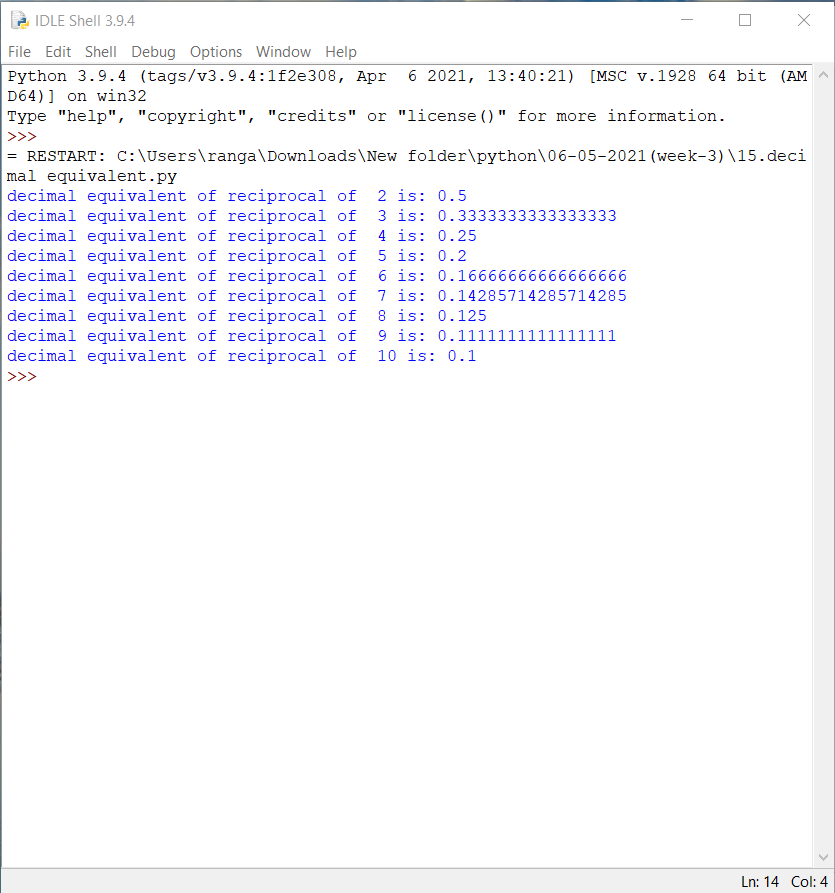 IDLE Shell 3.9.4
File Edit Shell Debug Options Window Help
Python 3.9.4 (tags/v3.9.4:1f2e308, Apr  6 2021, 13:40:21) [MSC v.1928 64 bit (AM
D64)] on win32
Type "help", "copyright", "credits" or "license()" for more information.
>>>
= RESTART: C:\Users\ranga\Downloads\New folder\python\06-05-2021(week-3)\15.deci
mal equivalent.py
decimal equivalent of reciprocal of  2 is: 0.5
decimal equivalent of reciprocal of  3 is: 0.3333333333333333
decimal equivalent of reciprocal of  4 is: 0.25
decimal equivalent of reciprocal of  5 is: 0.2
decimal equivalent of reciprocal of  6 is: 0.16666666666666666
decimal equivalent of reciprocal of  7 is: 0.14285714285714285
decimal equivalent of reciprocal of  8 is: 0.125
decimal equivalent of reciprocal of  9 is: 0.1111111111111111
decimal equivalent of reciprocal of  10 is: 0.1
>>>
Ln: 14 Col: 4